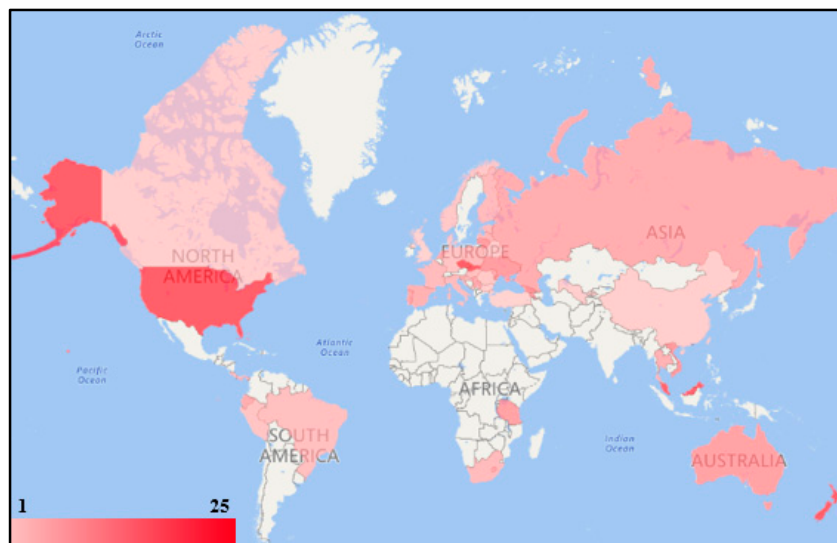 Arctic
Ocean
NORTH
AMERICA
EUROPE
ASIA
Atlantic
Ocean
Pacific
Ocean
AFRICA
SOUTH
AMERICA
Indian
Ocean
AUSTRALIA
1 25